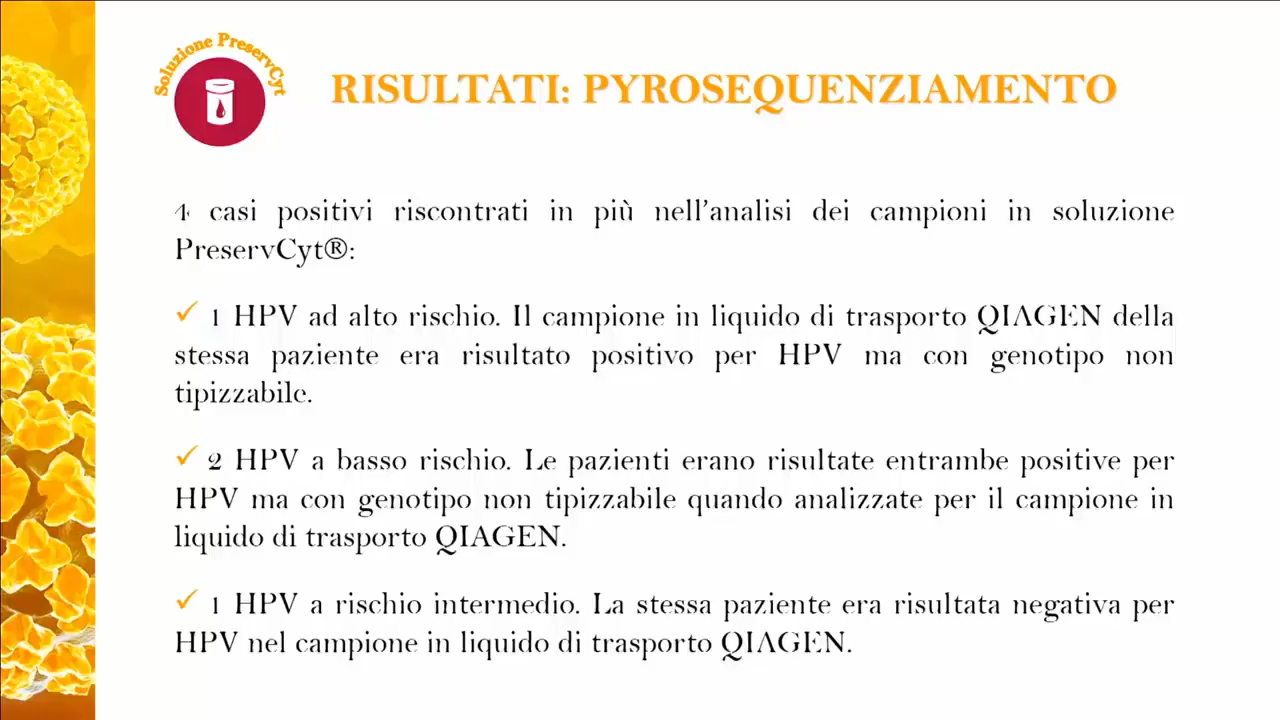 Soluzione PreservCyt
RISULTATI: PYROSEQUENZIAMENTO
4 casi positivi riscontrati in più nell'analisi dei campioni in soluzione
PreservCyt®:
✓ 1 HPV ad alto rischio. Il campione in liquido di trasporto QIAGEN della
stessa paziente era risultato positivo per HPV ma con genotipo non
tipizzabile.
✓ 2 HPV a basso rischio. Le pazienti erano risultate entrambe positive per
HPV ma con genotipo non tipizzabile quando analizzate per il campione in
liquido di trasporto QIAGEN.
✓ 1 HPV a rischio intermedio. La stessa paziente era risultata negativa per
HPV nel campione in liquido di trasporto QIAGEN.